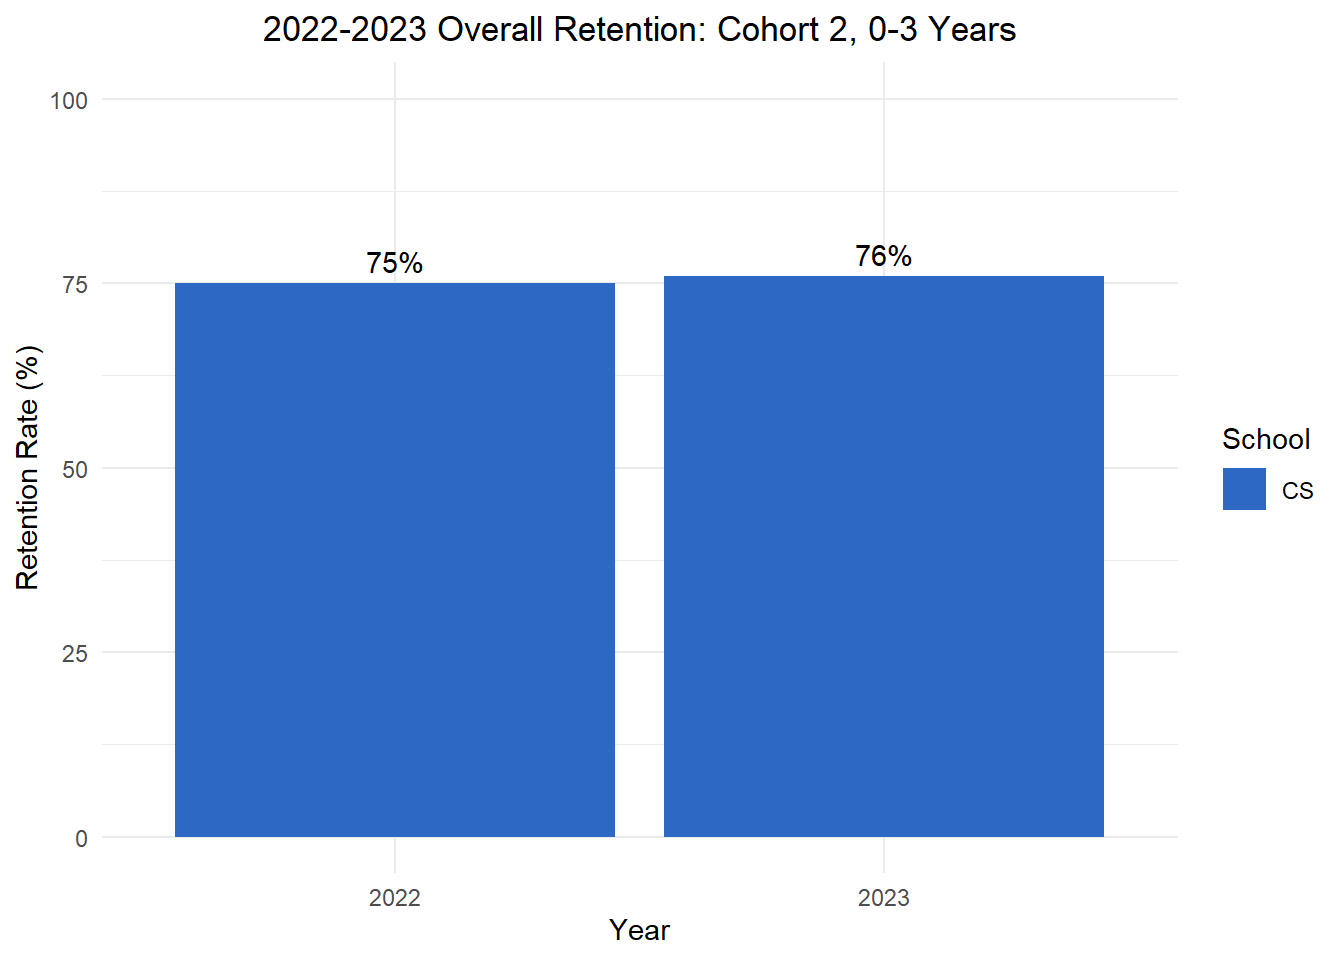 2022-2023 Overall Retention: Cohort 2, 0-3 Years
100
75
50
25
0
Retention Rate (%)
75%
76%
2022
2023
Year
School
CS